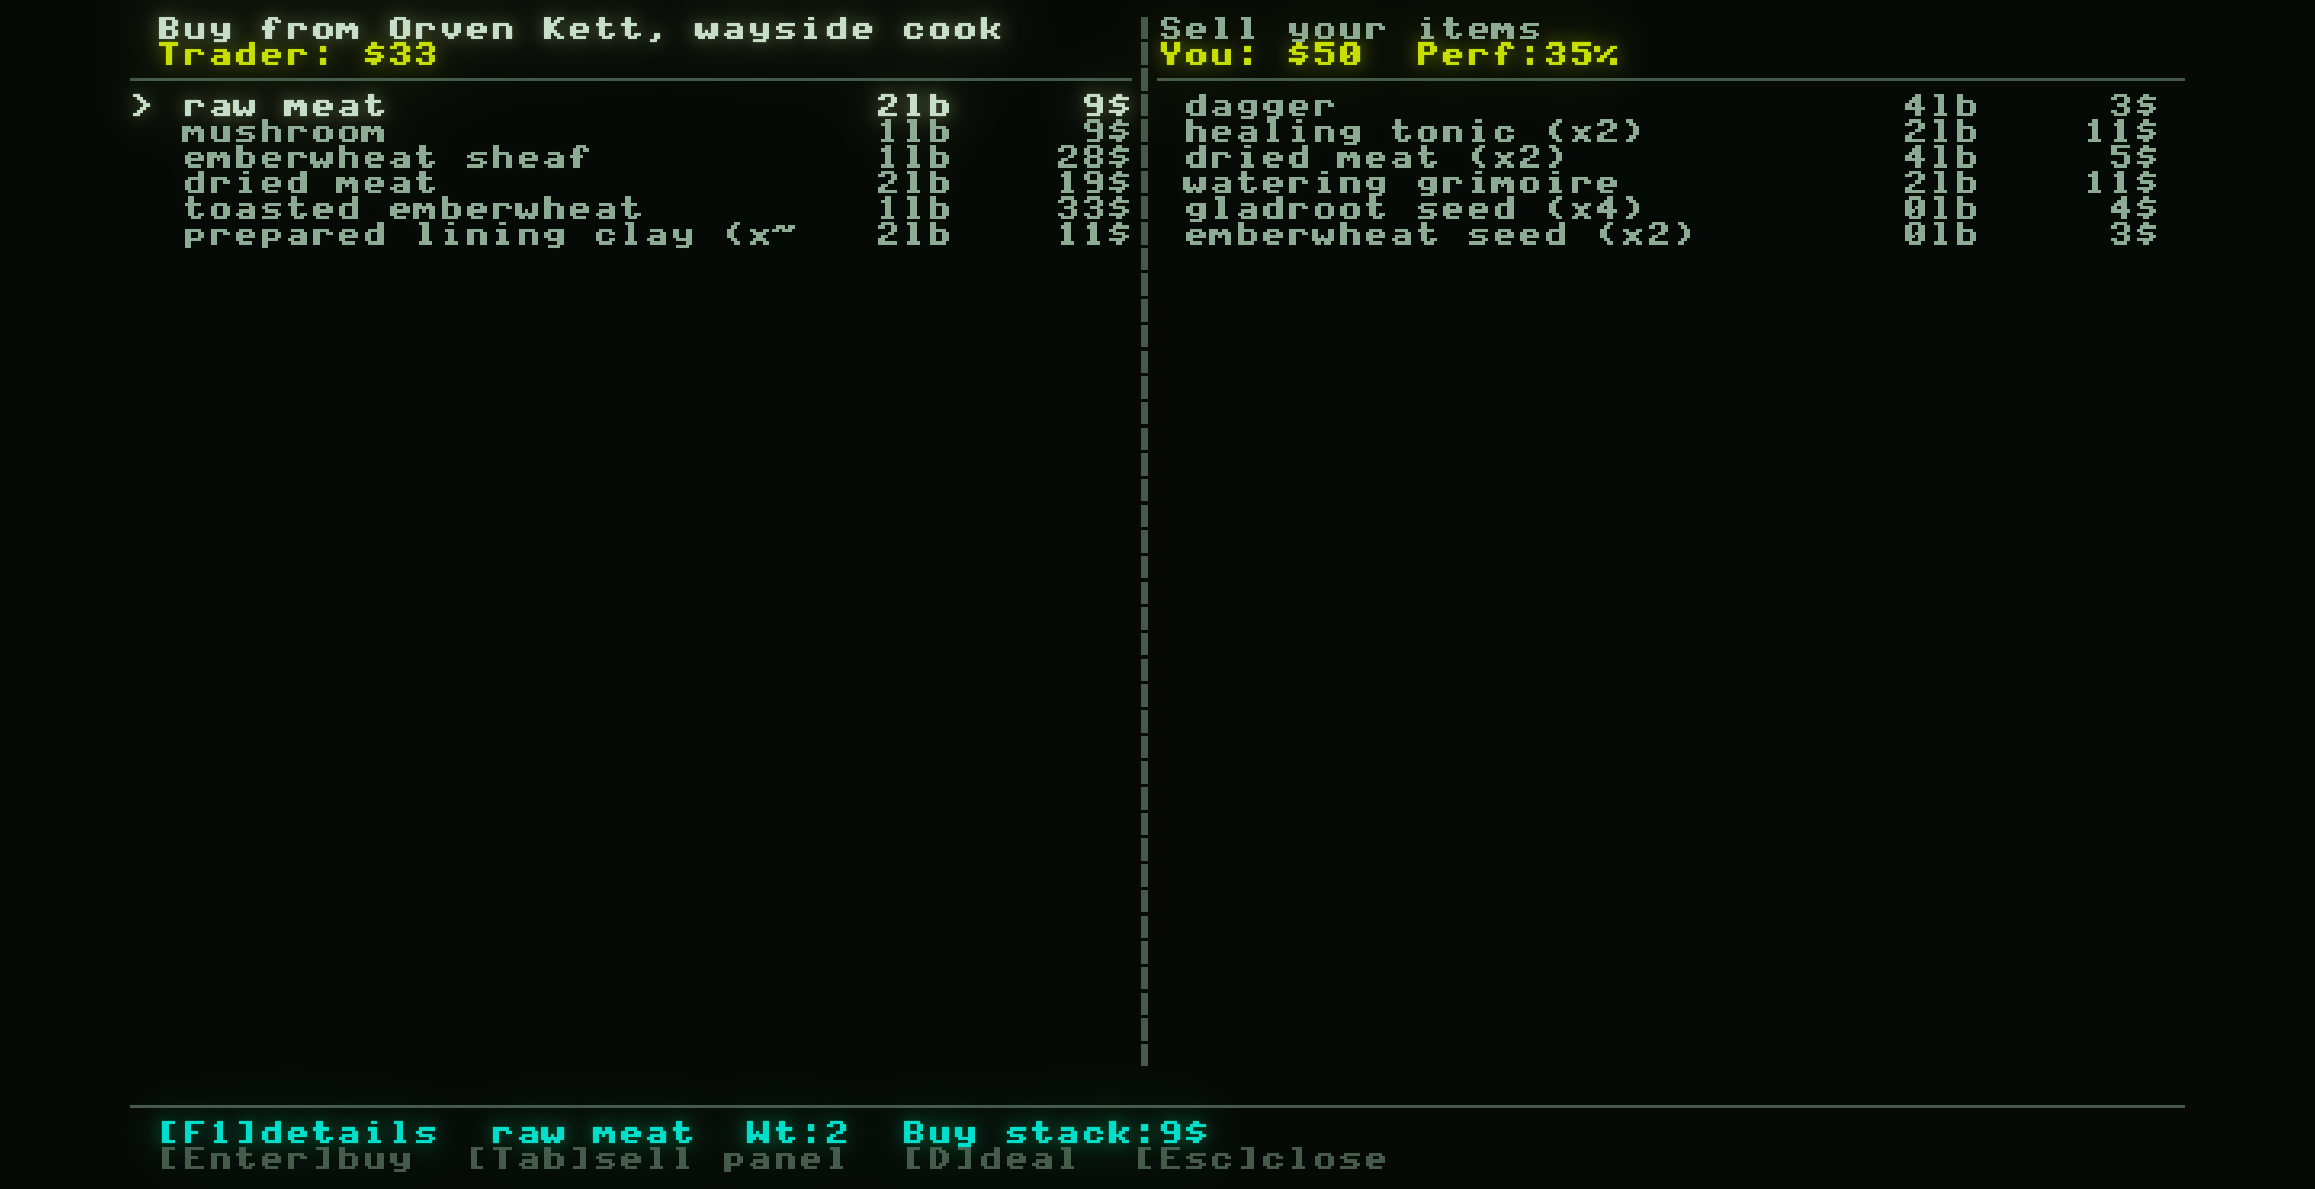 Buy from Orven Kett, wayside cook
Trader: $33
> raw meat 2lb 9$
mushroom 1lb 9$
emberwheat sheaf 1lb 28$
dried meat 2lb 19$
toasted emberwheat 1lb 33$
prepared lining clay (x~ 2lb 11$
Sell your items
You: $50 Perf:35%
dagger 4lb 3$
healing tonic (x2) 2lb 11$
dried meat (x2) 4lb 5$
watering grimoire 2lb 11$
gladroot seed (x4) 0lb 4$
emberwheat seed (x2) 0lb 3$
[F1]details raw meat Wt:2 Buy stack:9$
[Enter]buy [Tab]sell panel [D]deal [Esc]close